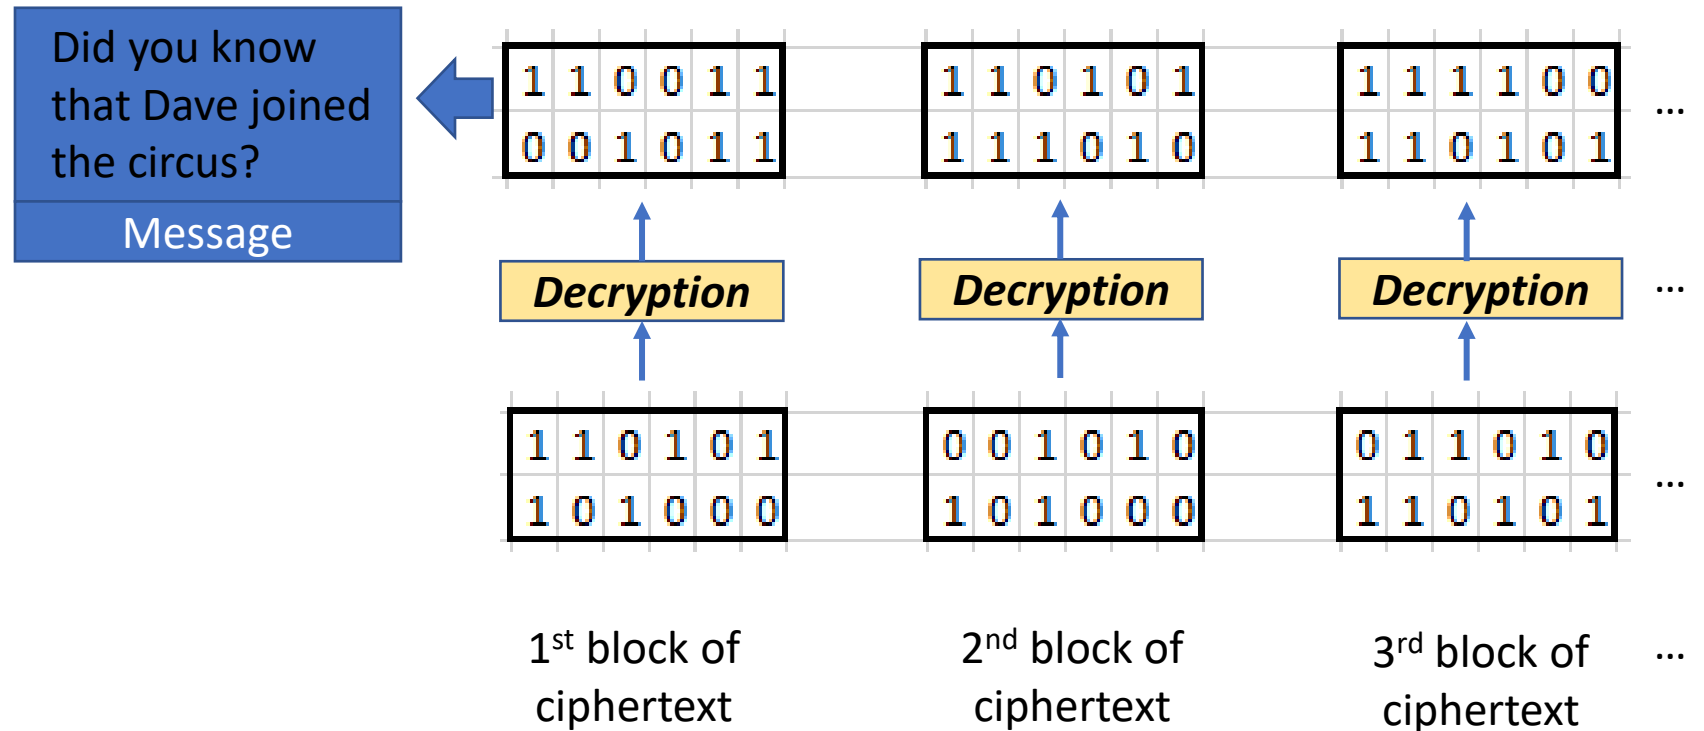 Did you know
that Dave joined
the circus?
Message
1 1 0 0 1 1
0 0 1 0 1 1
1 1 0 1 0 1
1 1 1 0 1 0
1 1 1 1 0 0
1 1 0 1 0 1
...
Decryption
Decryption
Decryption
...
1 1 0 1 0 1
1 0 1 0 0 0
0 0 1 0 1 0
1 0 1 0 0 0
0 1 1 0 1 0
1 1 0 1 0 1
...
1st block of
ciphertext
2nd block of
ciphertext
3rd block of
ciphertext
...